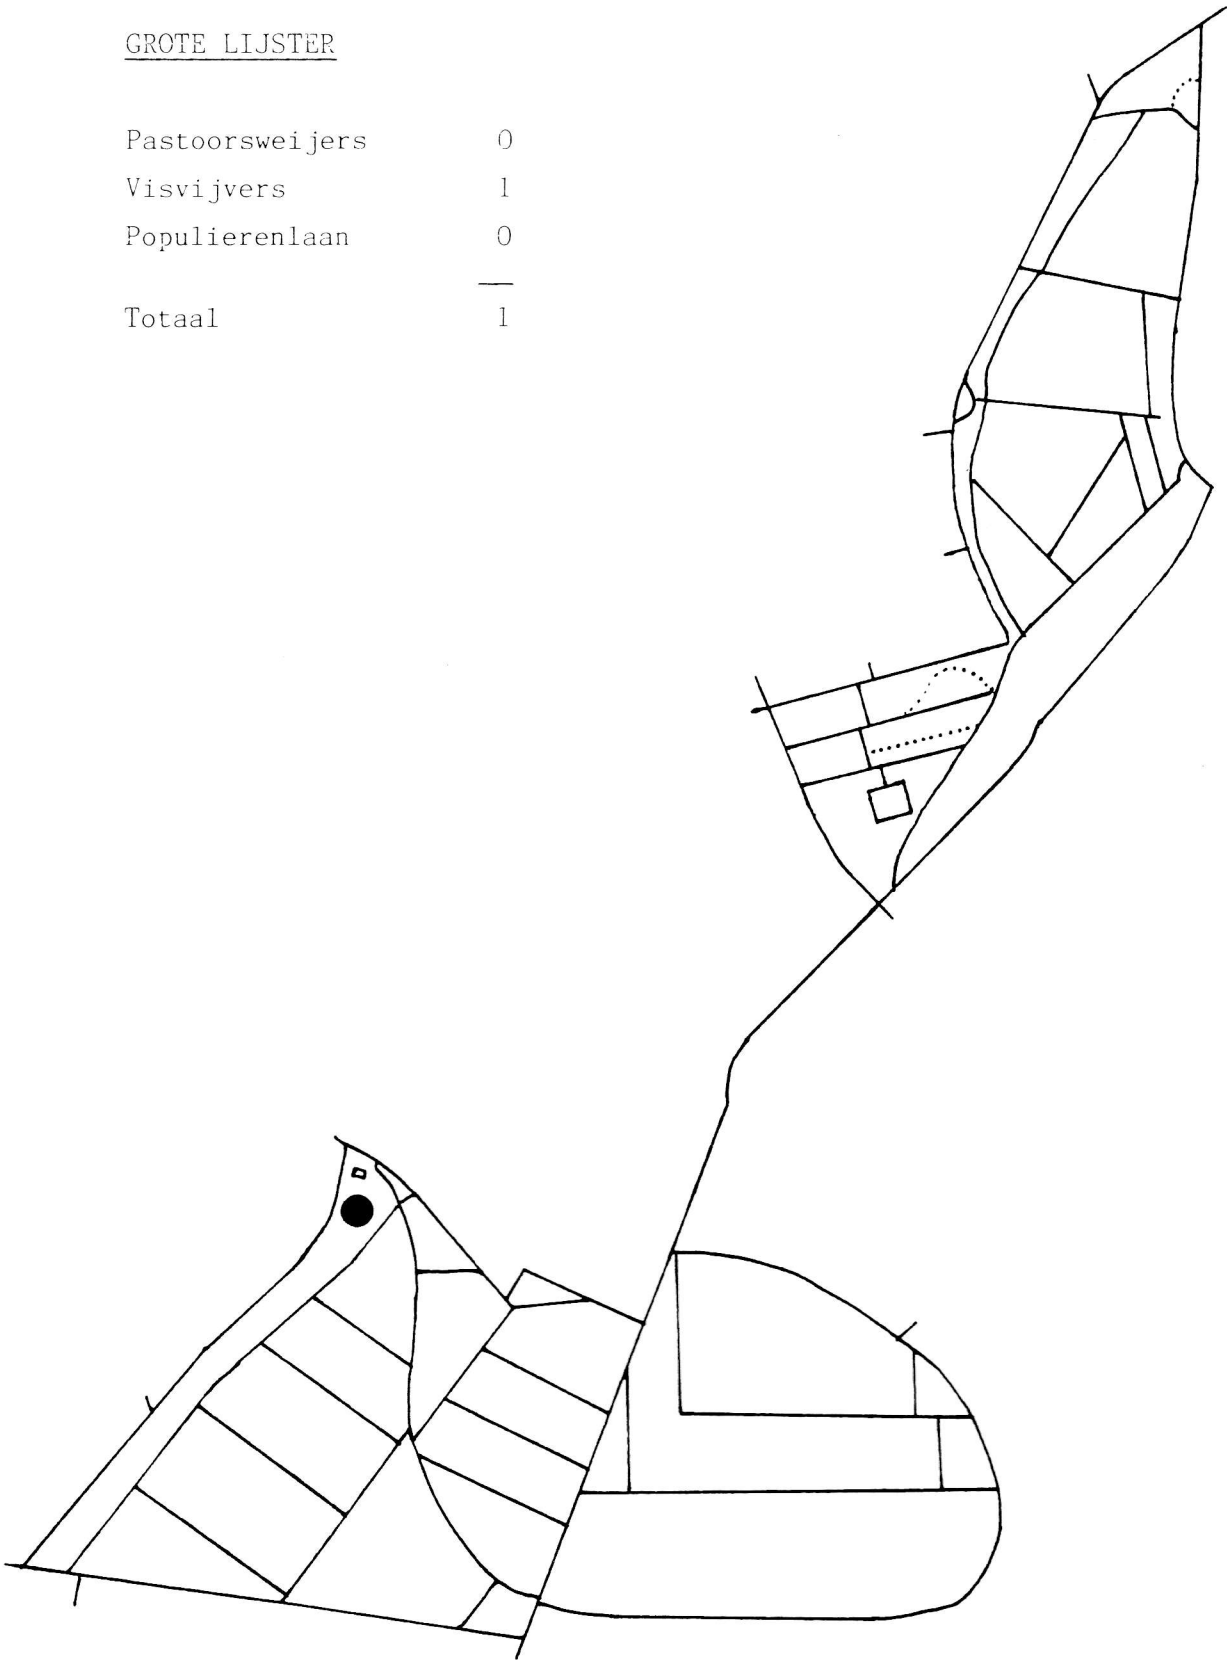 GROTE LIJSTER
Pastoorsweijers 0
Visvijvers 1
Populierenlaan 0
Totaal 1